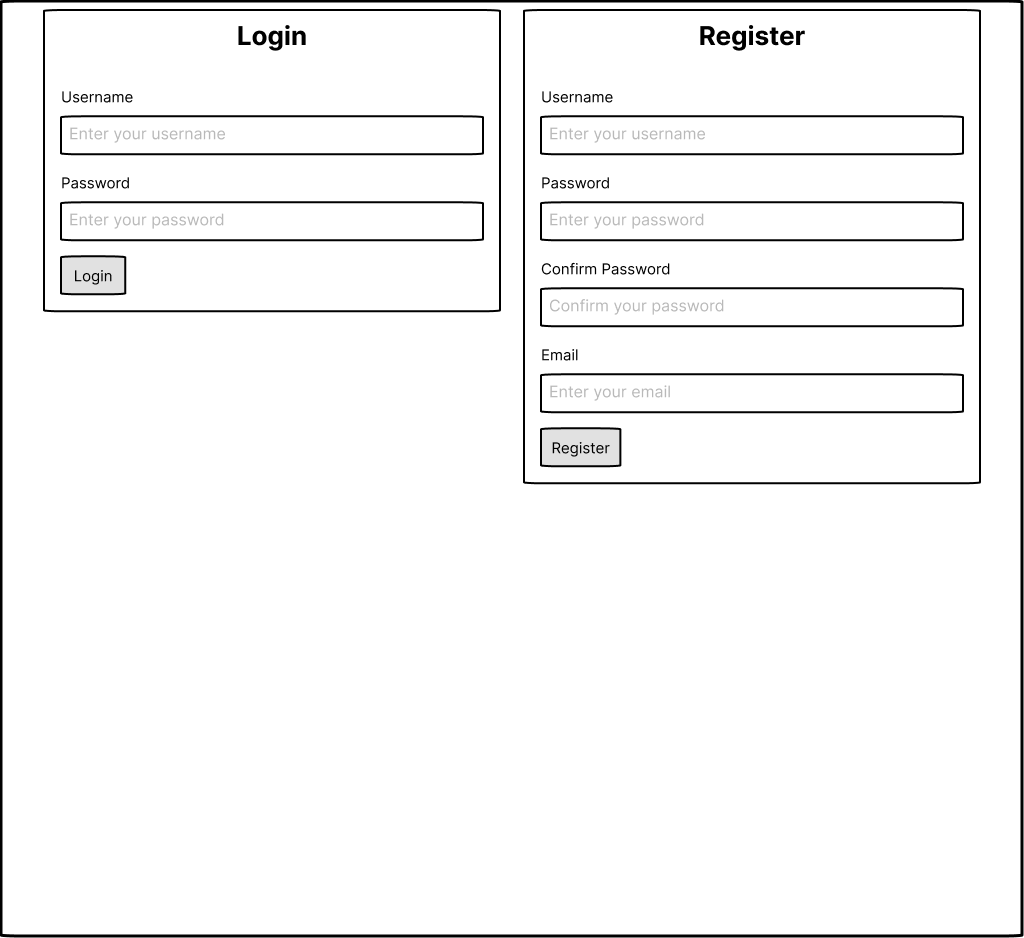 Login
Username
Enter your username
Password
Enter your password
Login
Register
Username
Enter your username
Password
Enter your password
Confirm Password
Confirm your password
Email
Enter your email
Register